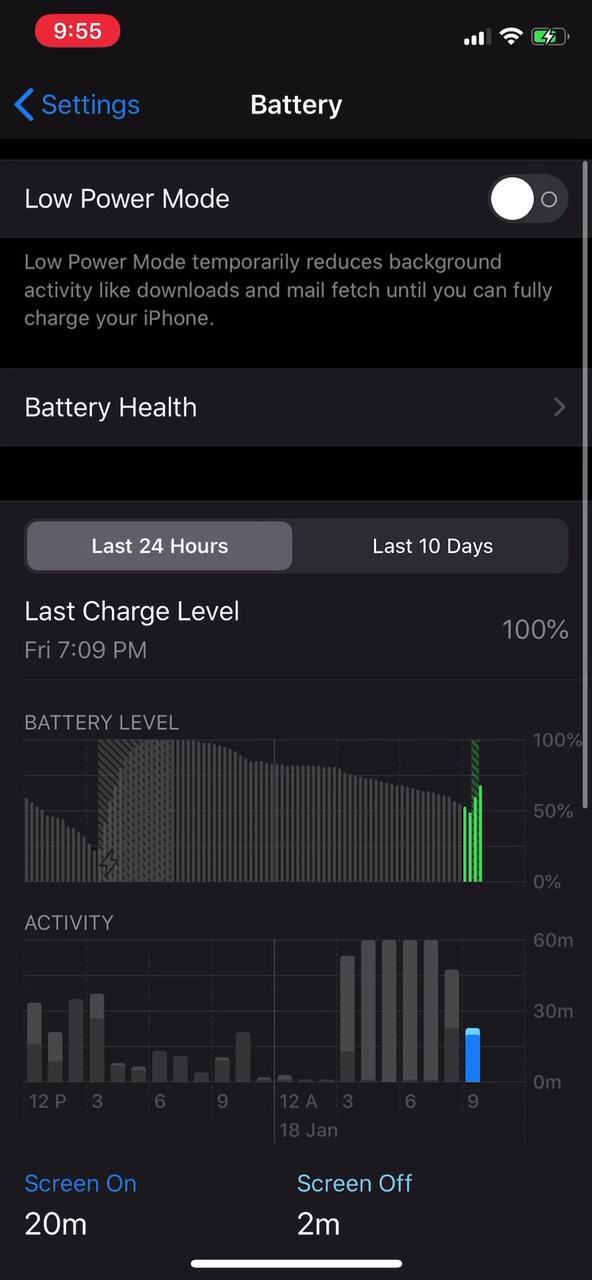 9:55
Settings
Battery
Low Power Mode
Low Power Mode temporarily reduces background
activity like downloads and mail fetch until you can fully
charge your iPhone.
Battery Health
Last 24 Hours
Last 10 Days
Last Charge Level
100%
Fri 7:09 PM
BATTERY LEVEL
100%
50%
0%
ACTIVITY
60m
30m
0m
12 P 3 6 9 12 A 3 6 9
18 Jan
Screen On
Screen Off
20m
2m